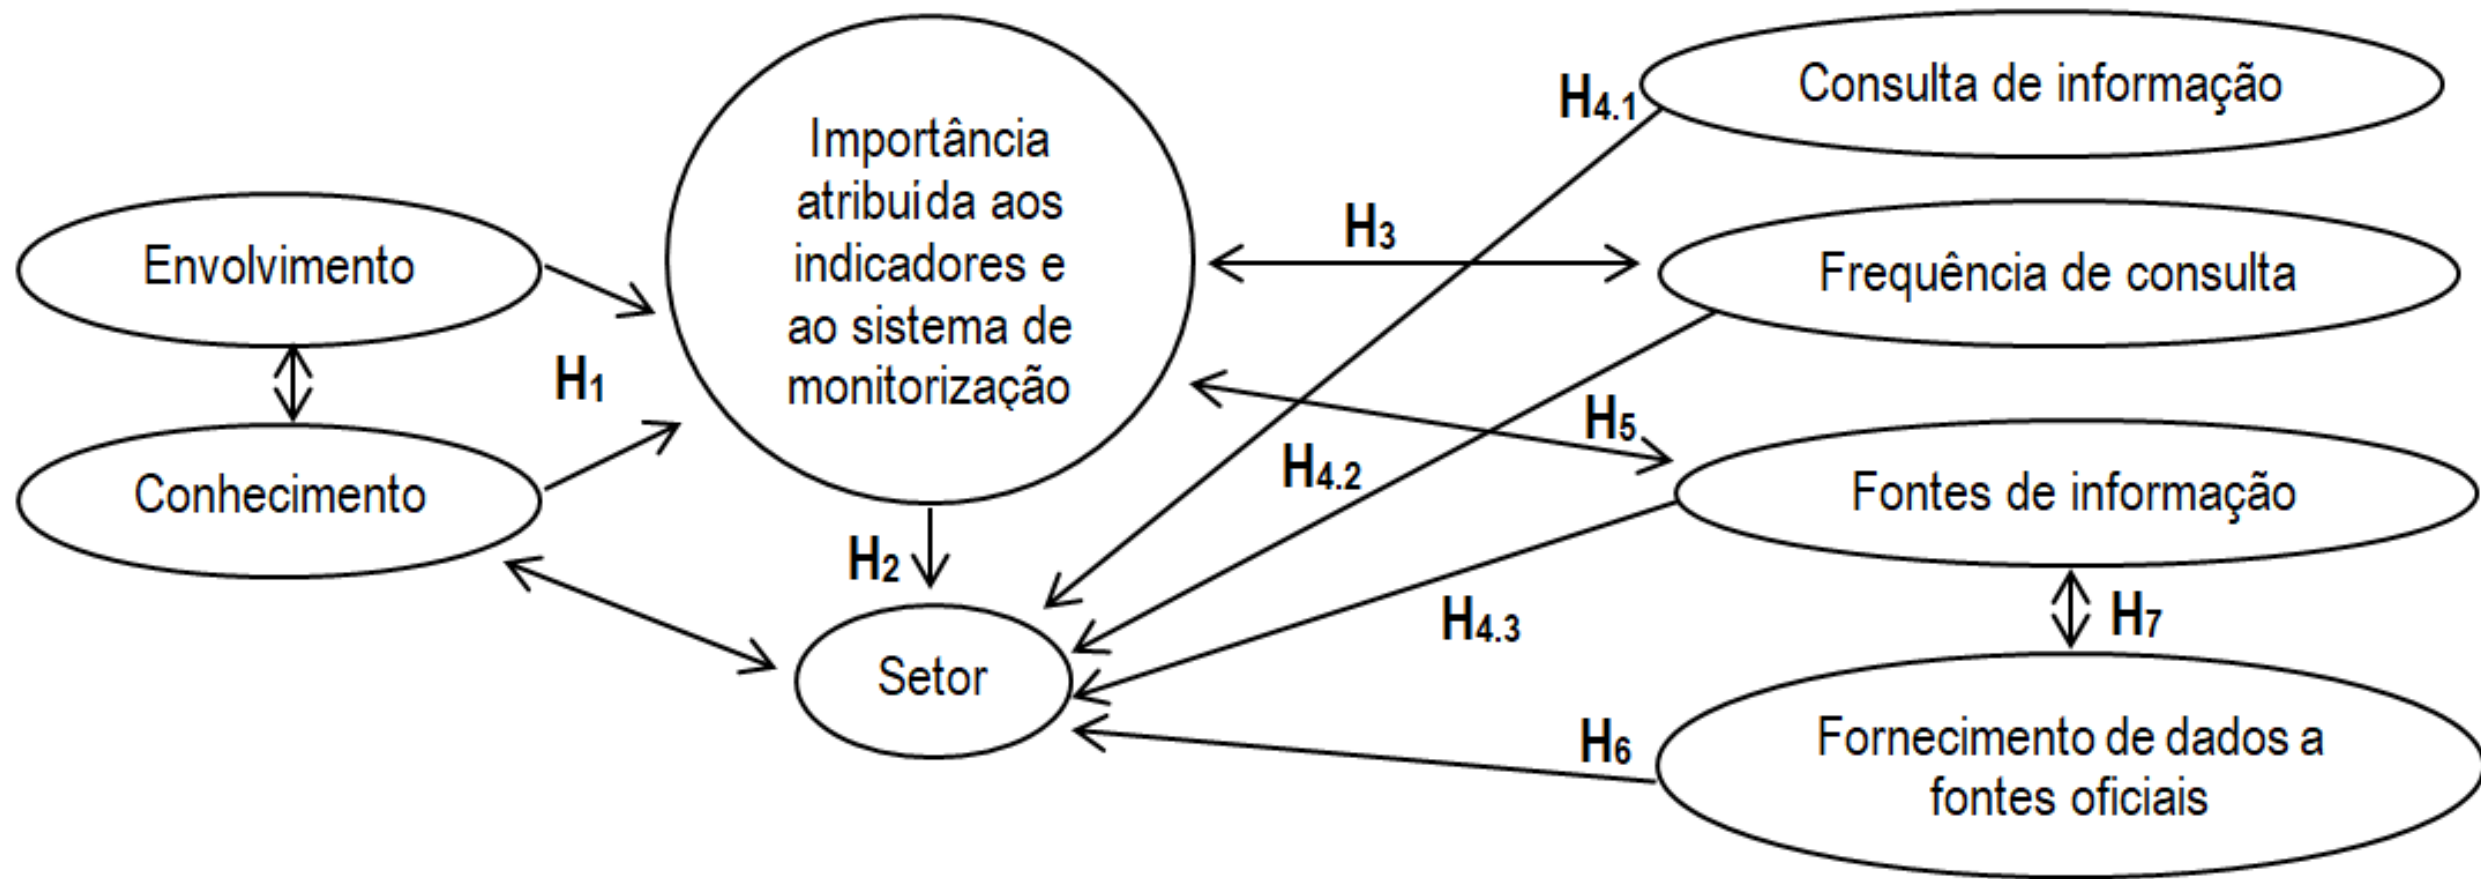 Importância
atribuída aos
indicadores e
ao sistema de
monitorização
Envolvimento
Conhecimento
H1
H2
Setor
H3
H4.1
H4.2
H4.3
H5
H6
H7
Consulta de informação
Frequência de consulta
Fontes de informação
Fornecimento de dados a
fontes oficiais